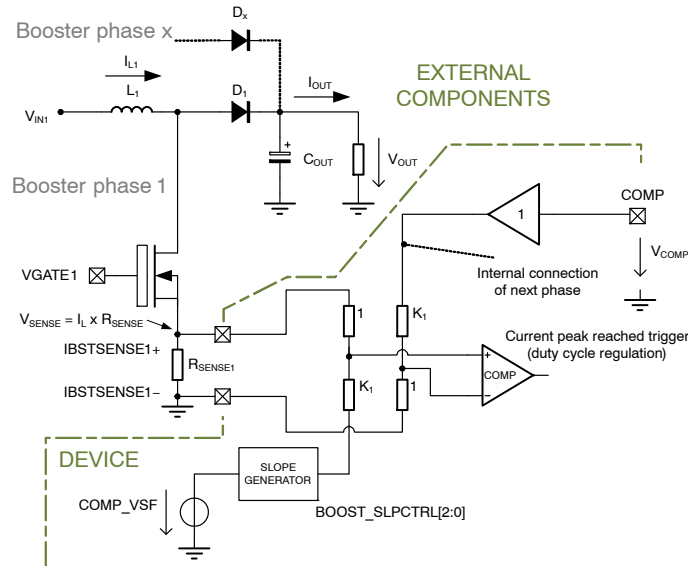 Booster phase x
Dx
IL1
L1
D1
IOUT
VIN1
+
COUT
VOUT
EXTERNAL
COMPONENTS
Booster phase 1
1
COMP
VCOMP
Internal connection
of next phase
VGATE1
VSENSE = IL x RSENSE
IBSTSENSE1+
RSENSE1
IBSTSENSE1−
1
K1
K1
1
Current peak reached trigger
(duty cycle regulation)
+
COMP
−
DEVICE
SLOPE
GENERATOR
COMP_VSF
BOOST_SLPCTRL[2:0]